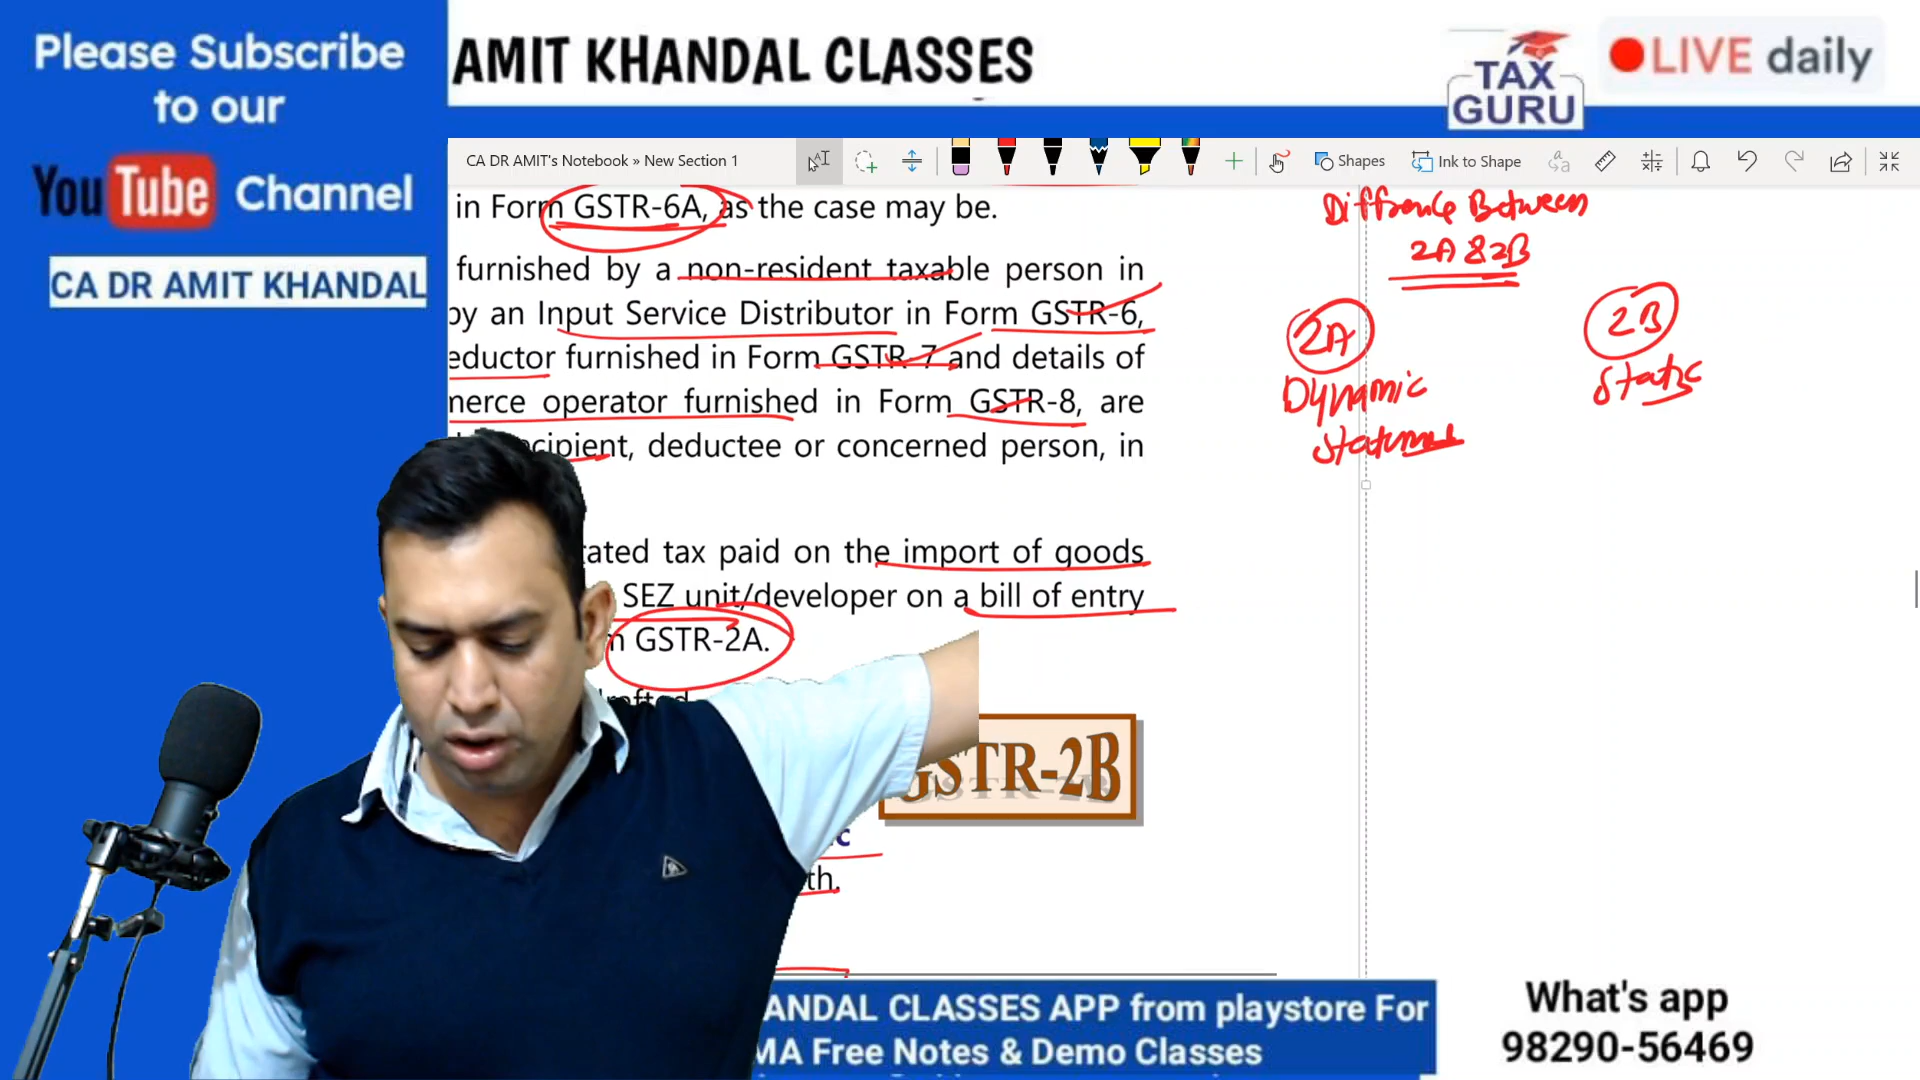 Please Subscribe
to our
YouTube Channel
CA DR AMIT KHANDAL
AMIT KHANDAL CLASSES
TAX
GURU
LIVE daily
CA DR AMIT's Notebook » New Section 1
Shapes
Ink to Shape
in Form GSTR-6A, as the case may be.
furnished by a non-resident taxable person in
by an Input Service Distributor in Form GSTR-6,
eductor furnished in Form GSTR-7 and details of
merce operator furnished in Form GSTR-8, are
cipient, deductee or concerned person, in
rated tax paid on the import of goods
SEZ unit/developer on a bill of entry
GSTR-2A.
rafted
GSTR-2B
c
th.
Diffrence Between
2A & 2B
2A
Dynamic
Statement
2B
Static
ANDAL CLASSES APP from playstore For
MA Free Notes & Demo Classes
What's app
98290-56469